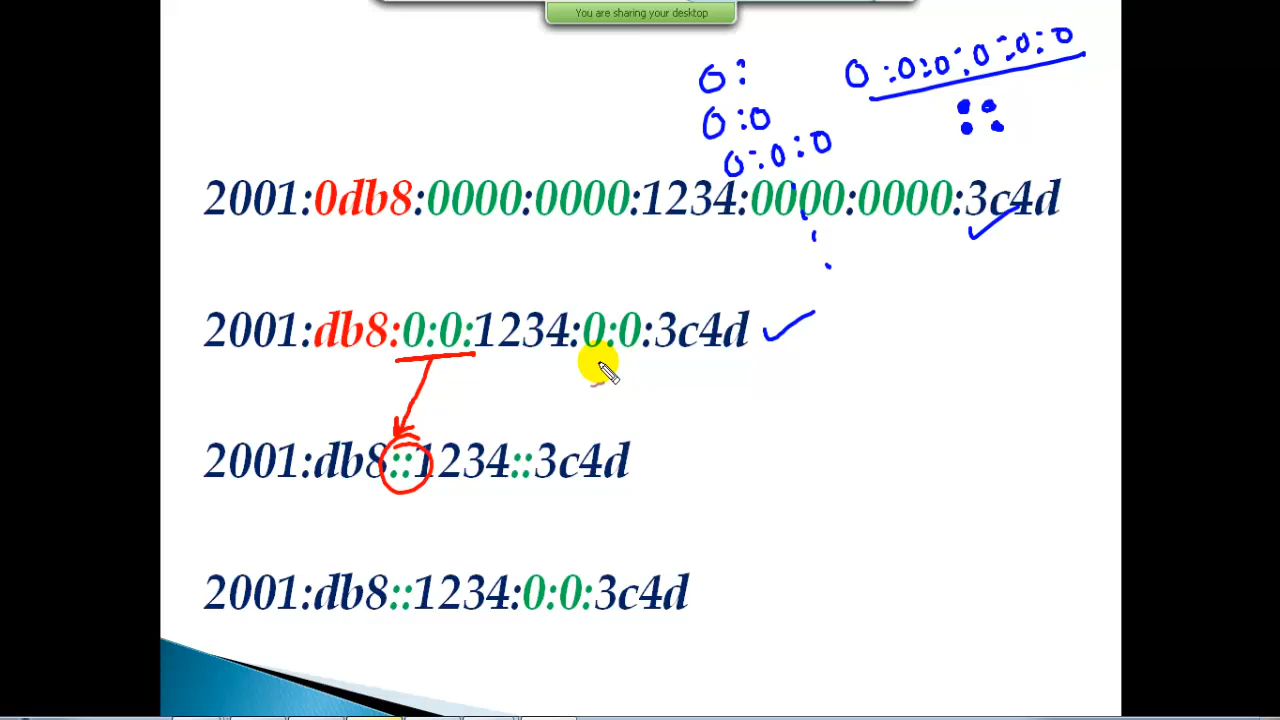 You are sharing your desktop
0:
0:0
0:0:0
0:0:0:0:0:0
::
2001:0db8:0000:0000:1234:0000:0000:3c4d
2001:db8:0:0:1234:0:0:3c4d
2001:db8::1234::3c4d
2001:db8::1234:0:0:3c4d